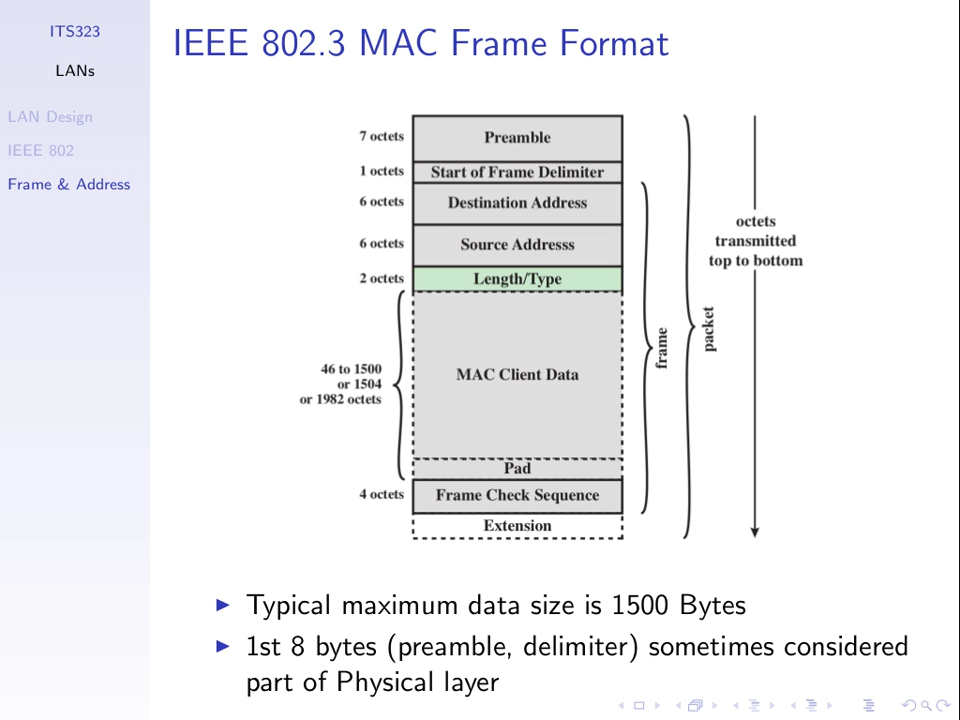 ITS323
LANs
LAN Design
IEEE 802
Frame & Address
IEEE 802.3 MAC Frame Format
7 octets Preamble
1 octets Start of Frame Delimiter
6 octets Destination Address
6 octets Source Addresss
2 octets Length/Type
46 to 1500
or 1504
or 1982 octets
MAC Client Data
Pad
4 octets Frame Check Sequence
Extension
frame
packet
octets
transmitted
top to bottom
Typical maximum data size is 1500 Bytes
1st 8 bytes (preamble, delimiter) sometimes considered
part of Physical layer